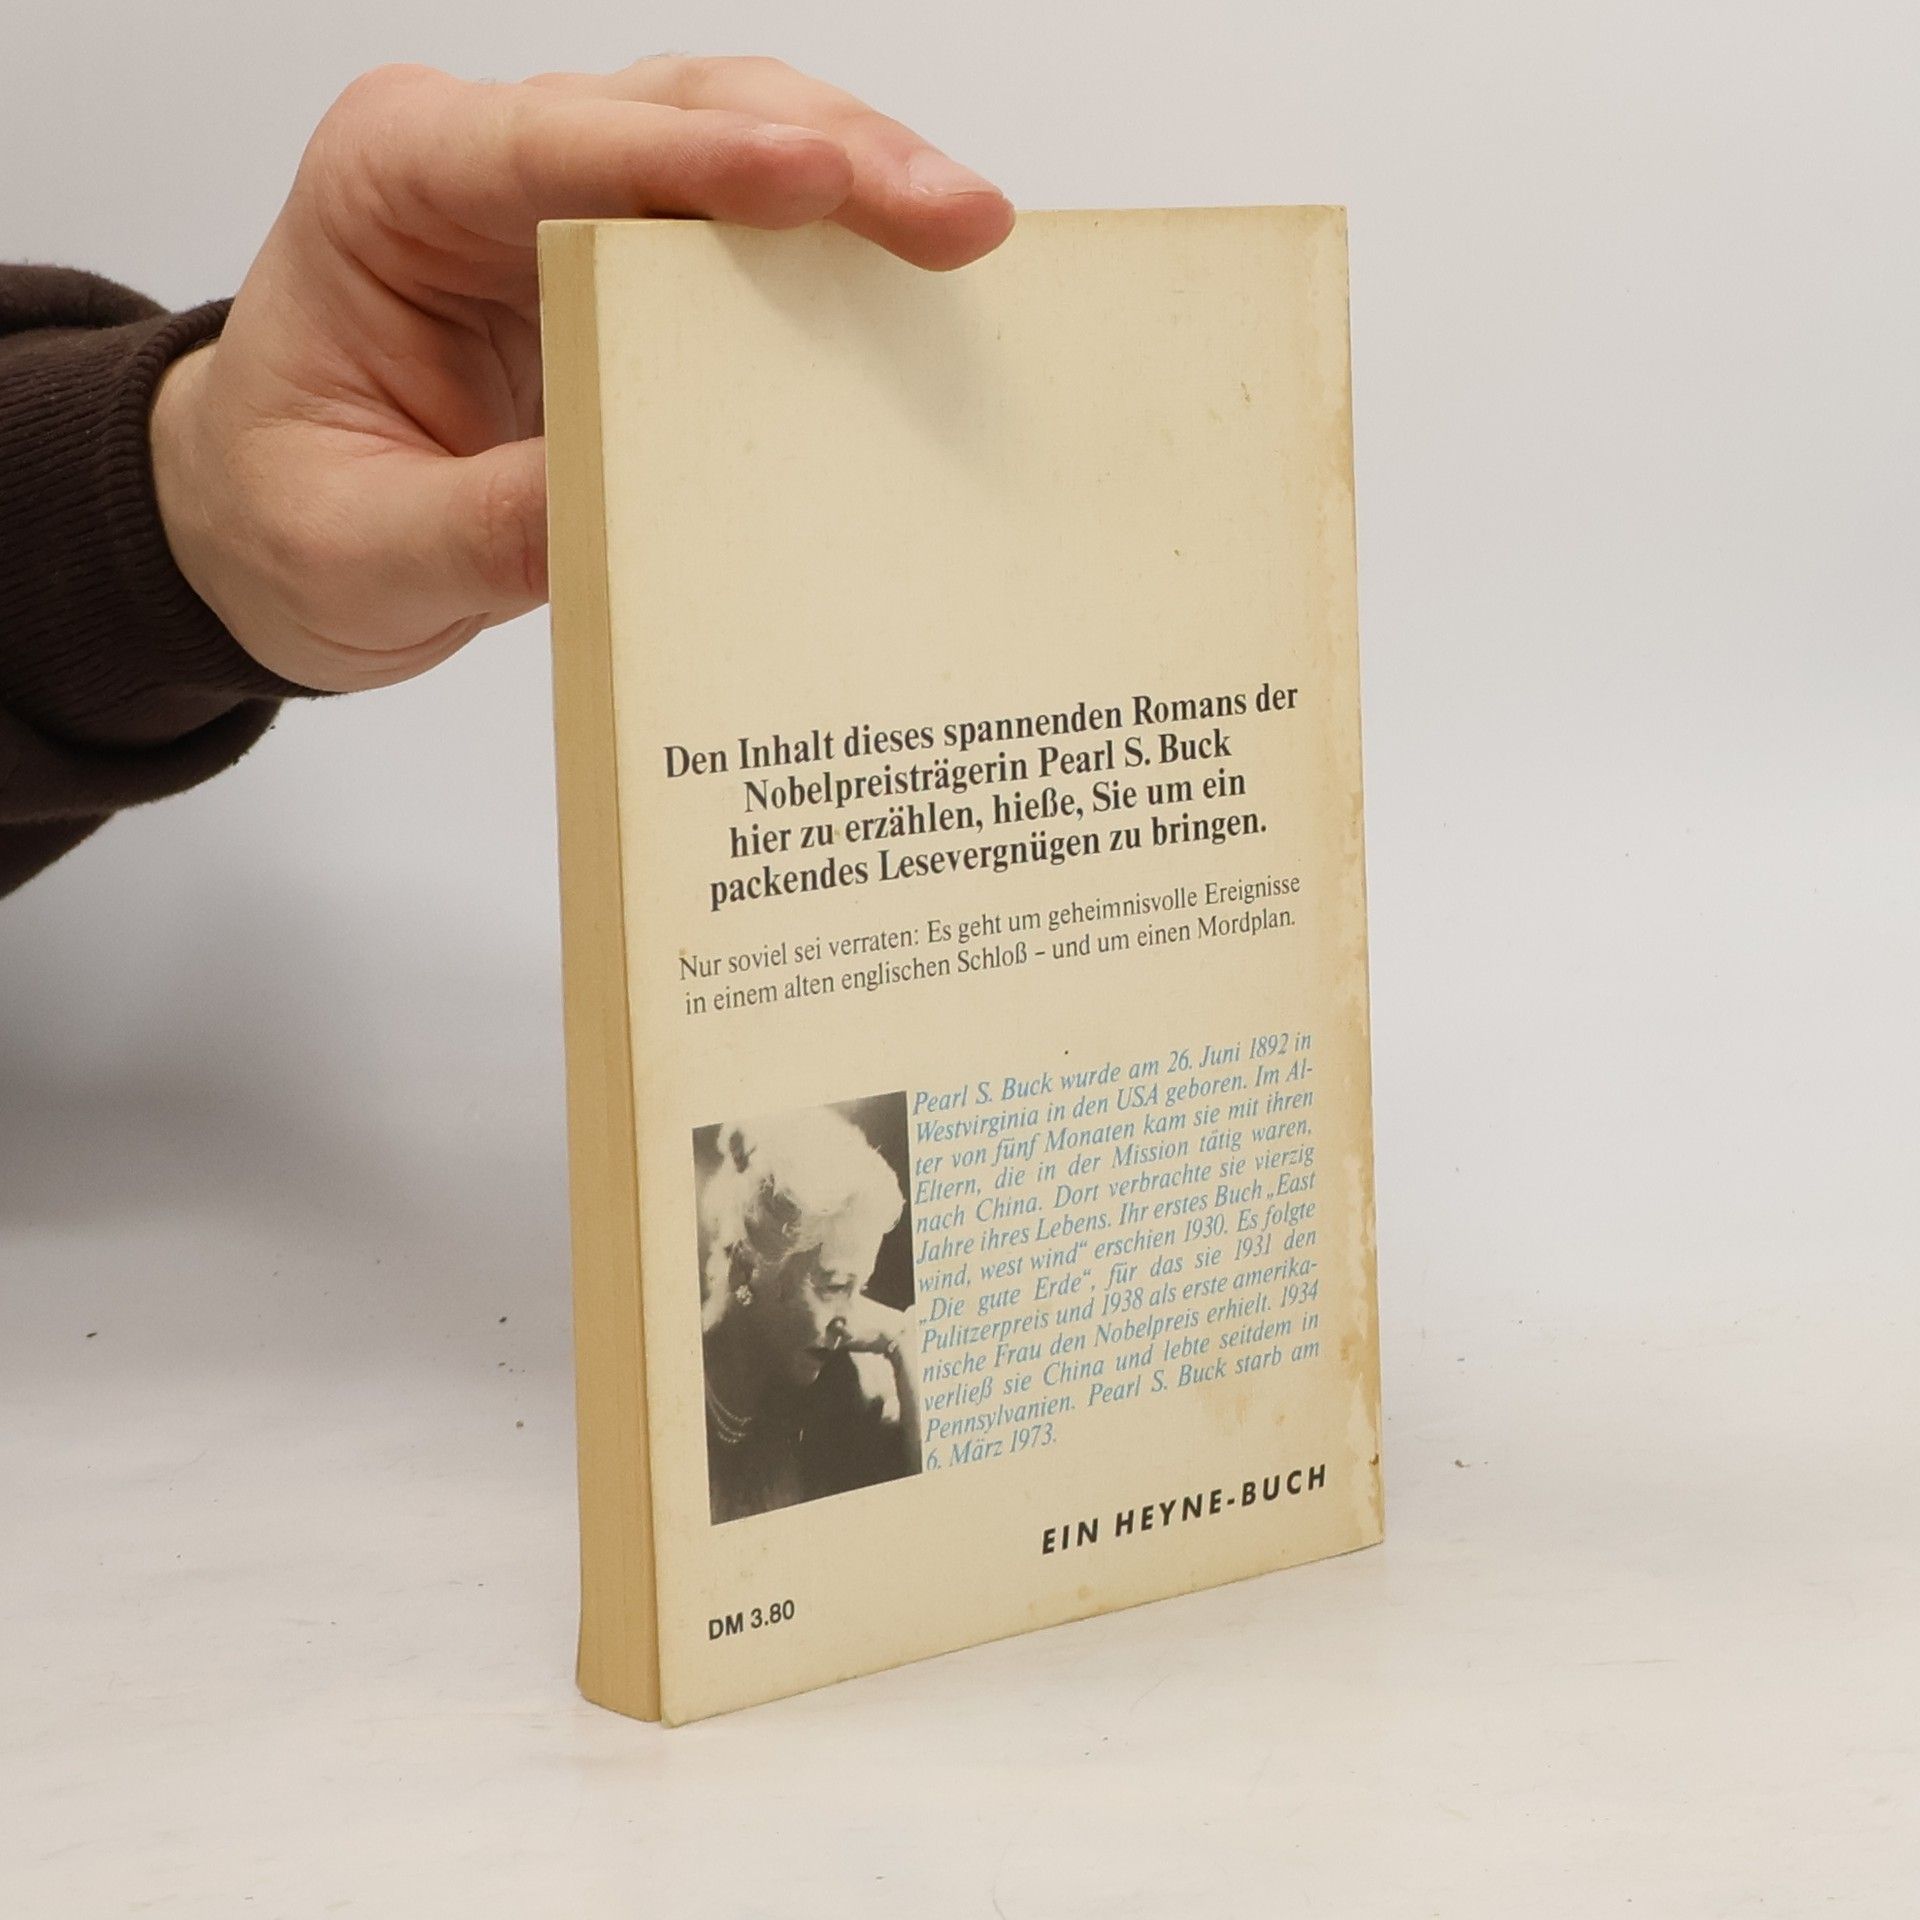 Den Inhalt dieses spannenden Romans der
Nobelpreisträgerin Pearl S. Buck
hier zu erzählen, hieße, Sie um ein
packendes Lesevergnügen zu bringen.
Nur soviel sei verraten: Es geht um geheimnisvolle Ereignisse
in einem alten englischen Schloß – und um einen Mordplan.
Pearl S. Buck wurde am 26. Juni 1892 in
Westvirginia in den USA geboren. Im Al-
ter von fünf Monaten kam sie mit ihren
Eltern, die in der Mission tätig waren,
nach China. Dort verbrachte sie vierzig
Jahre ihres Lebens. Ihr erstes Buch „East
wind, west wind“ erschien 1930. Es folgte
„Die gute Erde“, für das sie 1931 den
Pulitzerpreis und 1938 als erste amerika-
nische Frau den Nobelpreis erhielt. 1934
verließ sie China und lebte seitdem in
Pennsylvanien. Pearl S. Buck starb am
6. März 1973.
EIN HEYNE-BUCH
DM 3.80